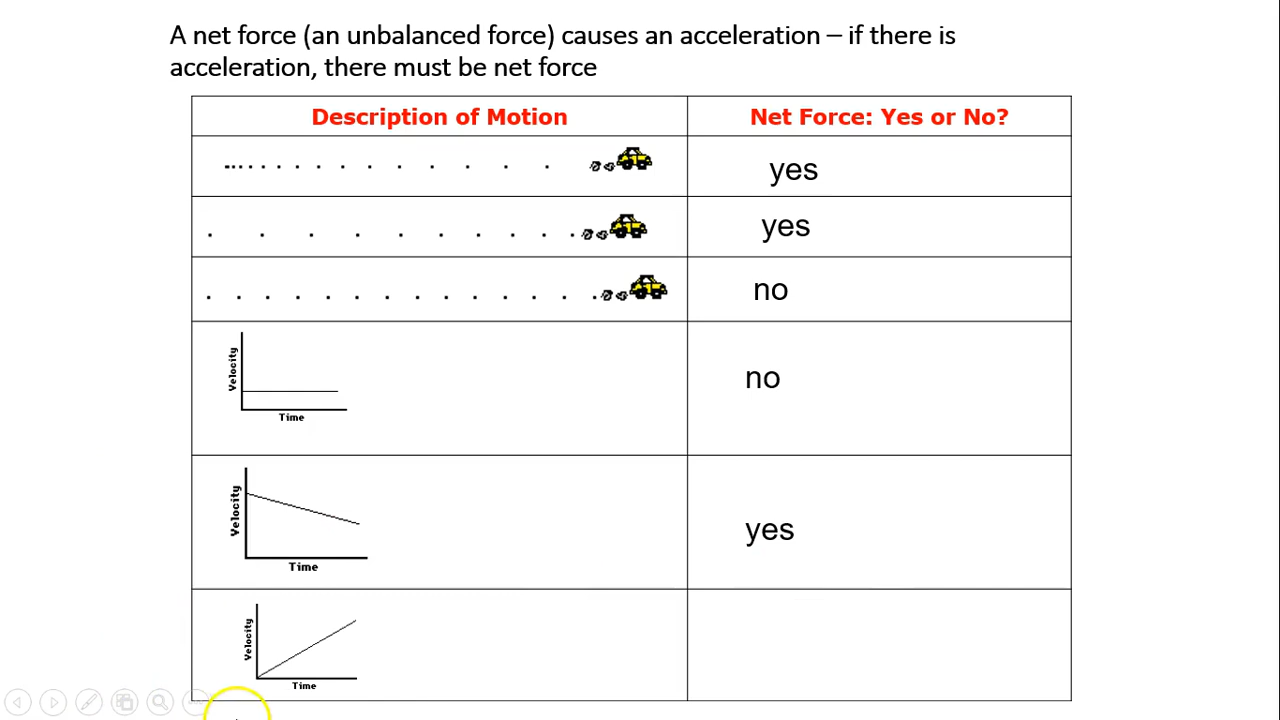 A net force (an unbalanced force) causes an acceleration – if there is
acceleration, there must be net force
Description of Motion
Net Force: Yes or No?
yes
yes
no
Velocity
Time
no
Velocity
Time
yes
Velocity
Time